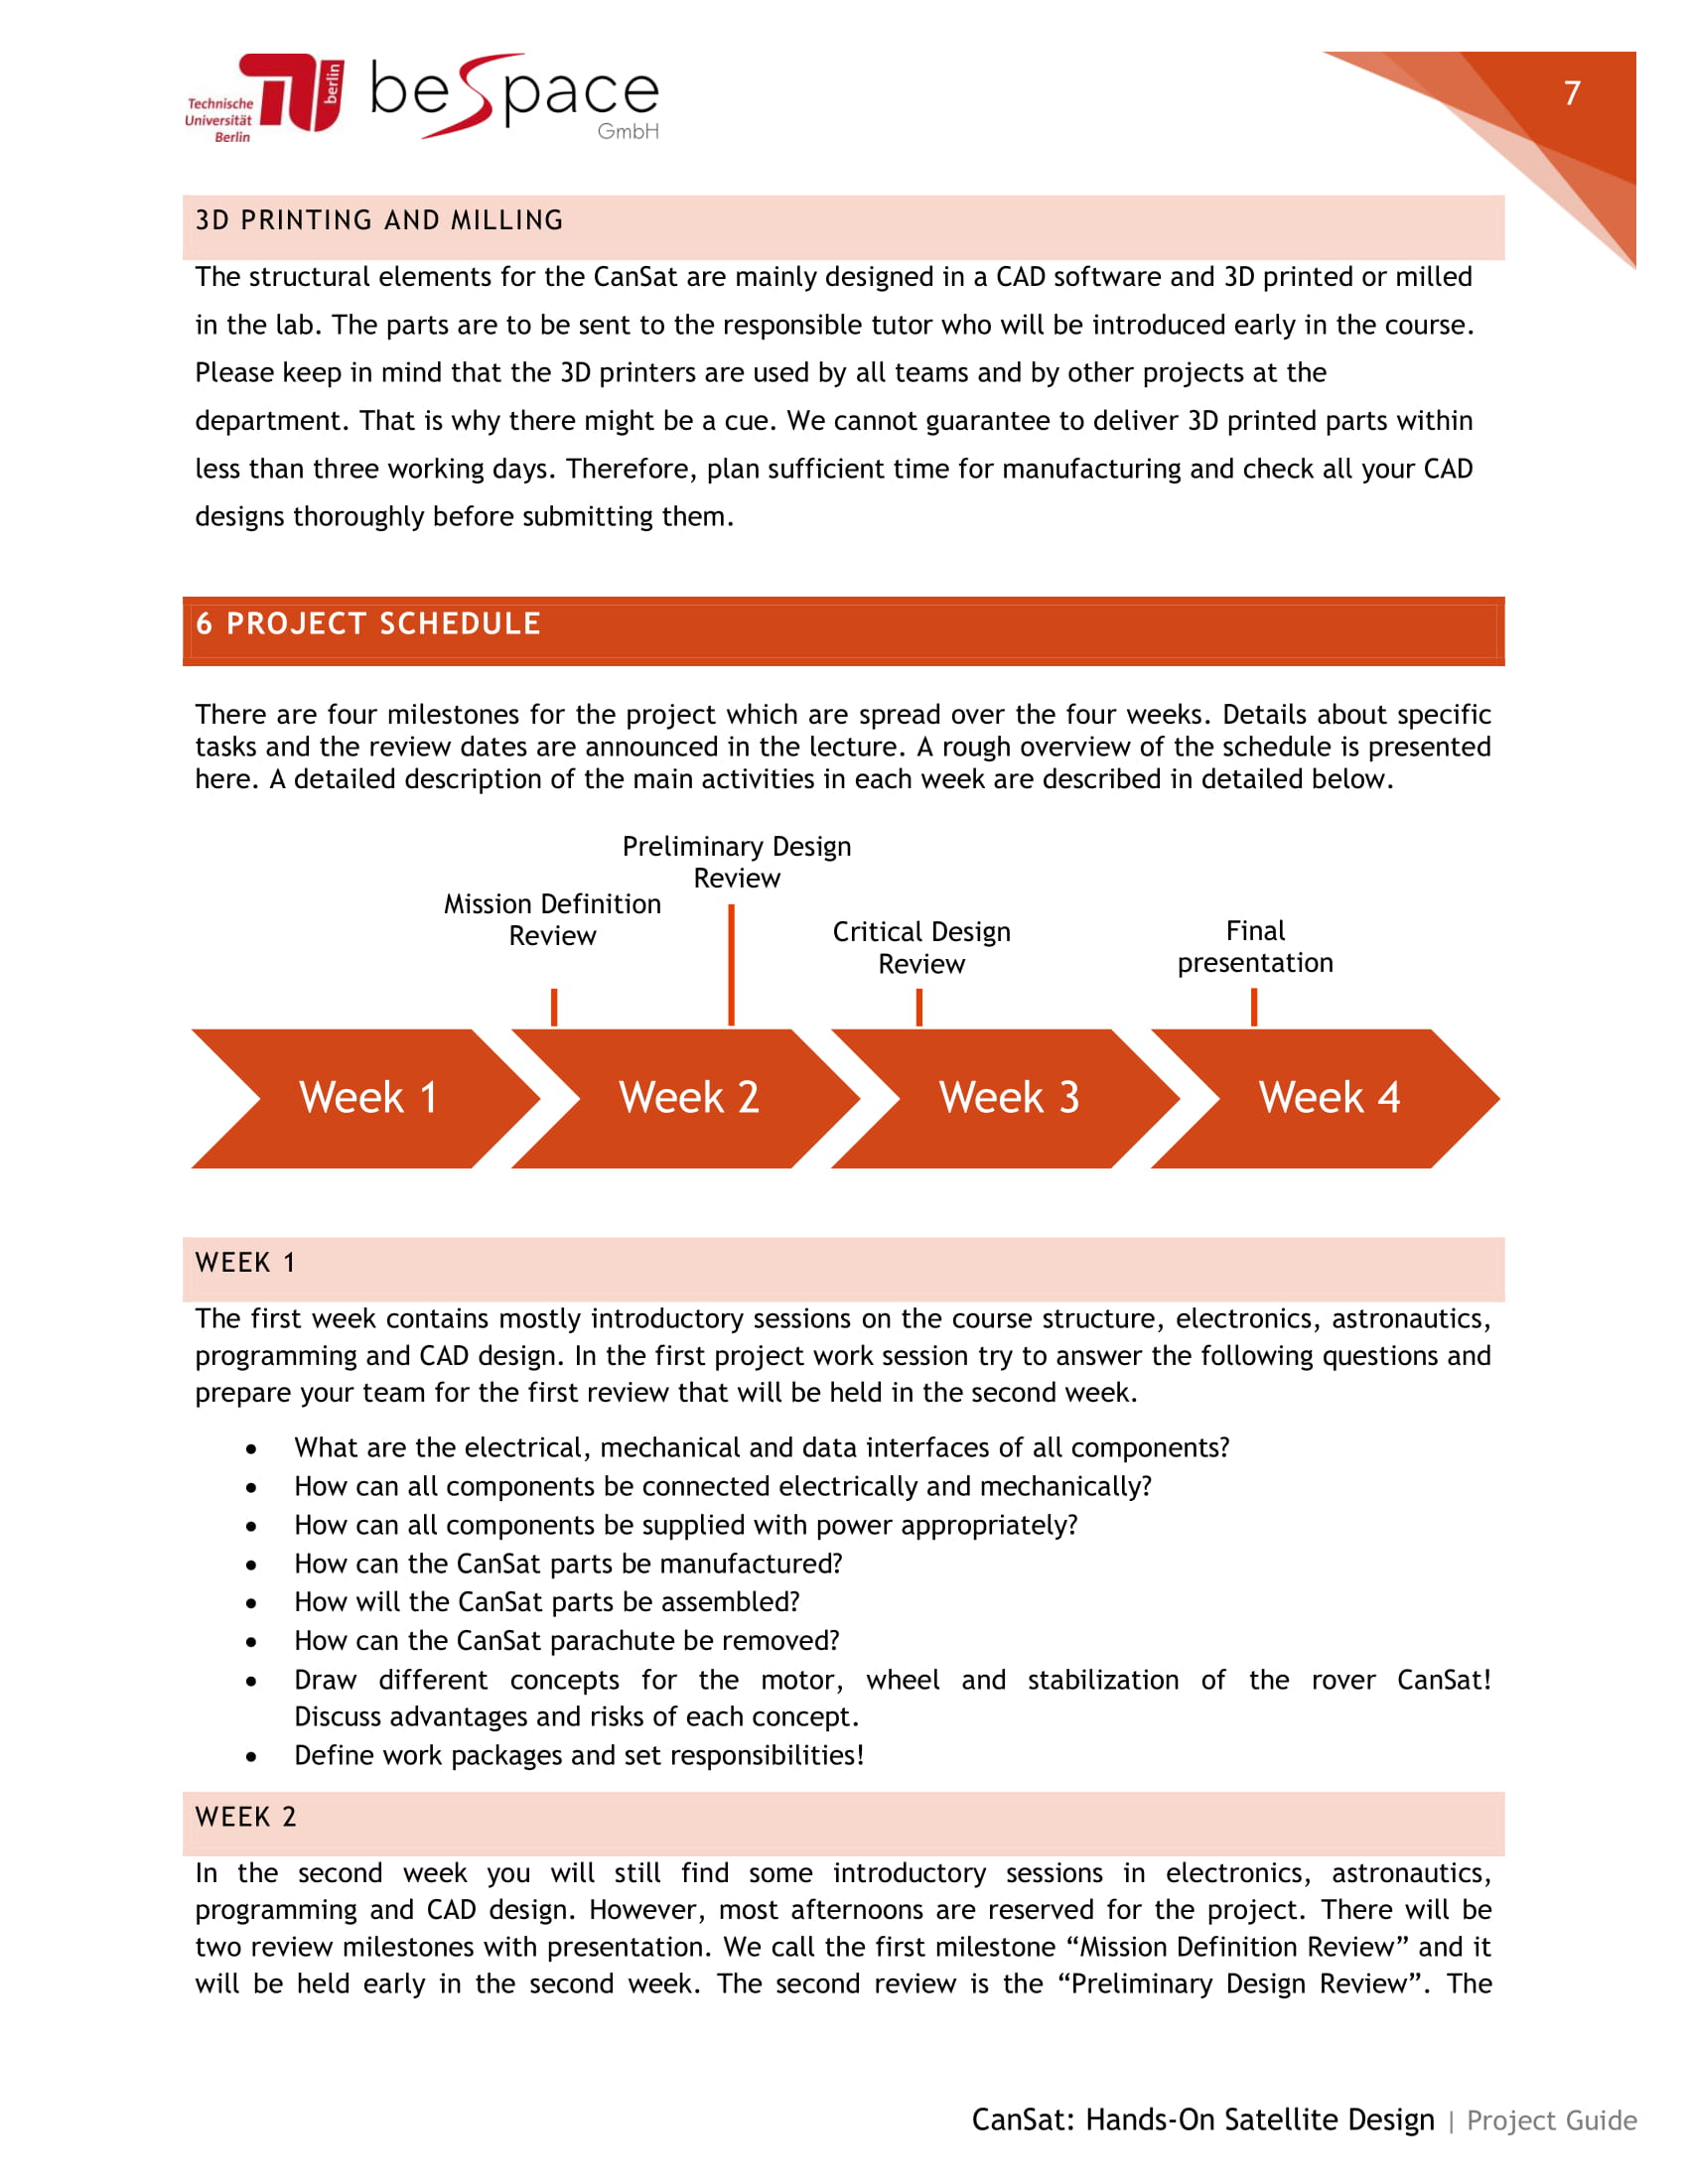 Technische
Universität
Berlin
berlin
beSpace
GmbH
7
3D PRINTING AND MILLING
The structural elements for the CanSat are mainly designed in a CAD software and 3D printed or milled
in the lab. The parts are to be sent to the responsible tutor who will be introduced early in the course.
Please keep in mind that the 3D printers are used by all teams and by other projects at the
department. That is why there might be a cue. We cannot guarantee to deliver 3D printed parts within
less than three working days. Therefore, plan sufficient time for manufacturing and check all your CAD
designs thoroughly before submitting them.
6 PROJECT SCHEDULE
There are four milestones for the project which are spread over the four weeks. Details about specific
tasks and the review dates are announced in the lecture. A rough overview of the schedule is presented
here. A detailed description of the main activities in each week are described in detailed below.
Preliminary Design
Review
Mission Definition
Review
Critical Design
Review
Final
presentation
Week 1
Week 2
Week 3
Week 4
WEEK 1
The first week contains mostly introductory sessions on the course structure, electronics, astronautics,
programming and CAD design. In the first project work session try to answer the following questions and
prepare your team for the first review that will be held in the second week.
• What are the electrical, mechanical and data interfaces of all components?
• How can all components be connected electrically and mechanically?
• How can all components be supplied with power appropriately?
• How can the CanSat parts be manufactured?
• How will the CanSat parts be assembled?
• How can the CanSat parachute be removed?
• Draw different concepts for the motor, wheel and stabilization of the rover CanSat!
Discuss advantages and risks of each concept.
• Define work packages and set responsibilities!
WEEK 2
In the second week you will still find some introductory sessions in electronics, astronautics,
programming and CAD design. However, most afternoons are reserved for the project. There will be
two review milestones with presentation. We call the first milestone “Mission Definition Review” and it
will be held early in the second week. The second review is the “Preliminary Design Review”. The
CanSat: Hands-On Satellite Design | Project Guide